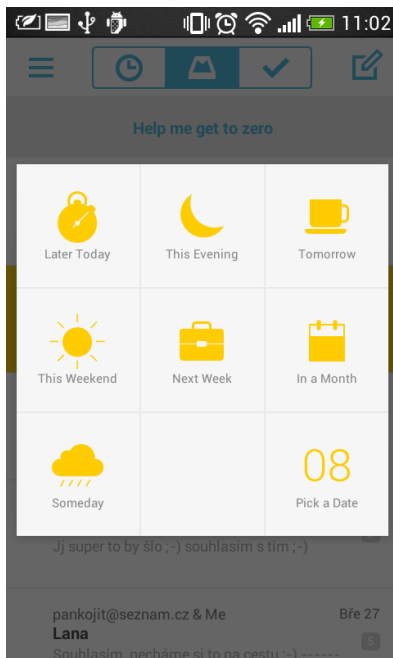 11:02
Help me get to zero
Later Today
This Evening
Tomorrow
This Weekend
Next Week
In a Month
Someday
08
Pick a Date
Jj super to by šlo ;-) souhlasím s tím ;-)
pankojit@seznam.cz & Me
Bře 27
Lana
5
Souhlasím, necháme si to na cestu :-) ------